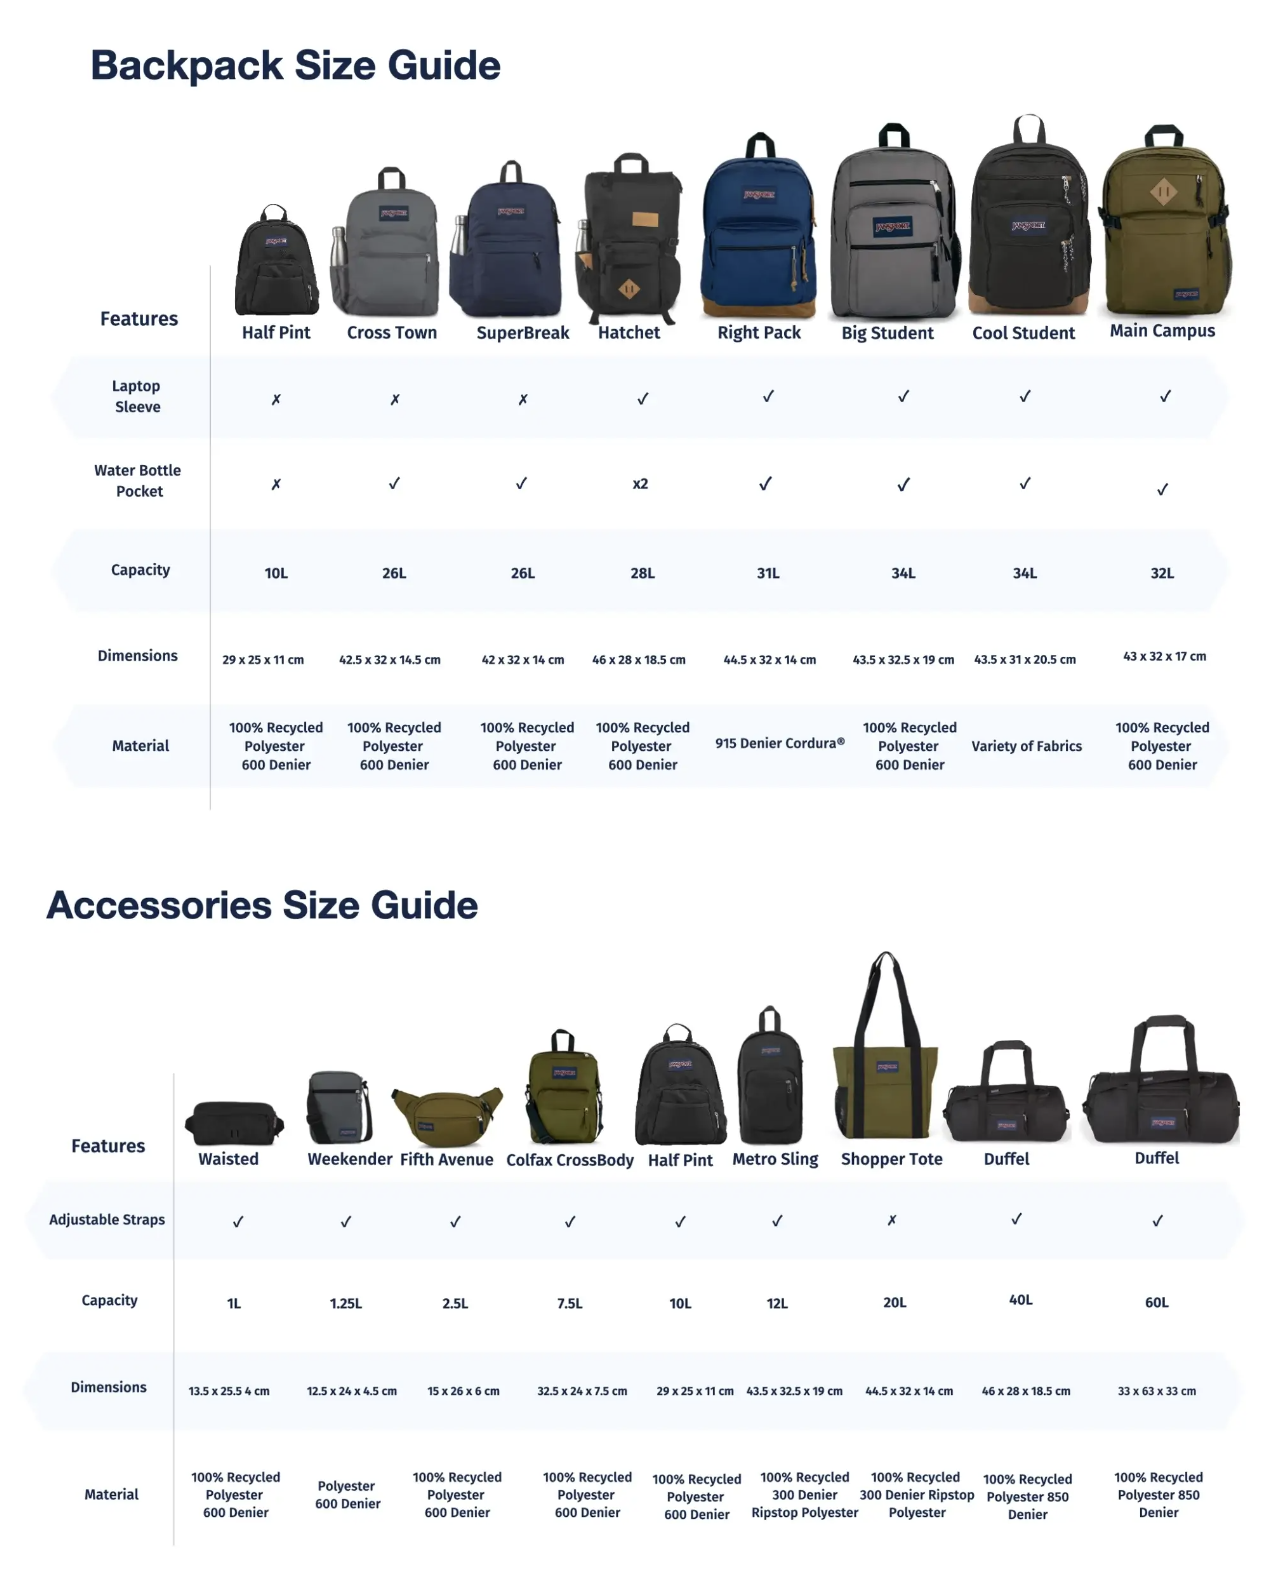 Backpack Size Guide
Features
Half Pint
Cross Town
SuperBreak
Hatchet
Right Pack
Big Student
Cool Student
Main Campus
Laptop
Sleeve
✗ ✗ ✗ ✓ ✓ ✓ ✓ ✓
Water Bottle
Pocket
✗ ✓ ✓ x2 ✓ ✓ ✓ ✓
Capacity
10L
26L
26L
28L
31L
34L
34L
32L
Dimensions
29 x 25 x 11 cm
42.5 x 32 x 14.5 cm
42 x 32 x 14 cm
46 x 28 x 18.5 cm
44.5 x 32 x 14 cm
43.5 x 32.5 x 19 cm
43.5 x 31 x 20.5 cm
43 x 32 x 17 cm
Material
100% Recycled
Polyester
600 Denier
100% Recycled
Polyester
600 Denier
100% Recycled
Polyester
600 Denier
100% Recycled
Polyester
600 Denier
915 Denier Cordura®
100% Recycled
Polyester
600 Denier
Variety of Fabrics
100% Recycled
Polyester
600 Denier
Accessories Size Guide
Features
Waisted
Weekender
Fifth Avenue
Colfax CrossBody
Half Pint
Metro Sling
Shopper Tote
Duffel
Duffel
Adjustable Straps
✓ ✓ ✓ ✓ ✓ ✓ ✗ ✓ ✓
Capacity
1L
1.25L
2.5L
7.5L
10L
12L
20L
40L
60L
Dimensions
13.5 x 25.5 4 cm
12.5 x 24 x 4.5 cm
15 x 26 x 6 cm
32.5 x 24 x 7.5 cm
29 x 25 x 11 cm
43.5 x 32.5 x 19 cm
44.5 x 32 x 14 cm
46 x 28 x 18.5 cm
33 x 63 x 33 cm
Material
100% Recycled
Polyester
600 Denier
Polyester
600 Denier
100% Recycled
Polyester
600 Denier
100% Recycled
Polyester
600 Denier
100% Recycled
Polyester
600 Denier
100% Recycled
300 Denier
Ripstop Polyester
100% Recycled
300 Denier Ripstop
Polyester
100% Recycled
Polyester 850
Denier
100% Recycled
Polyester 850
Denier